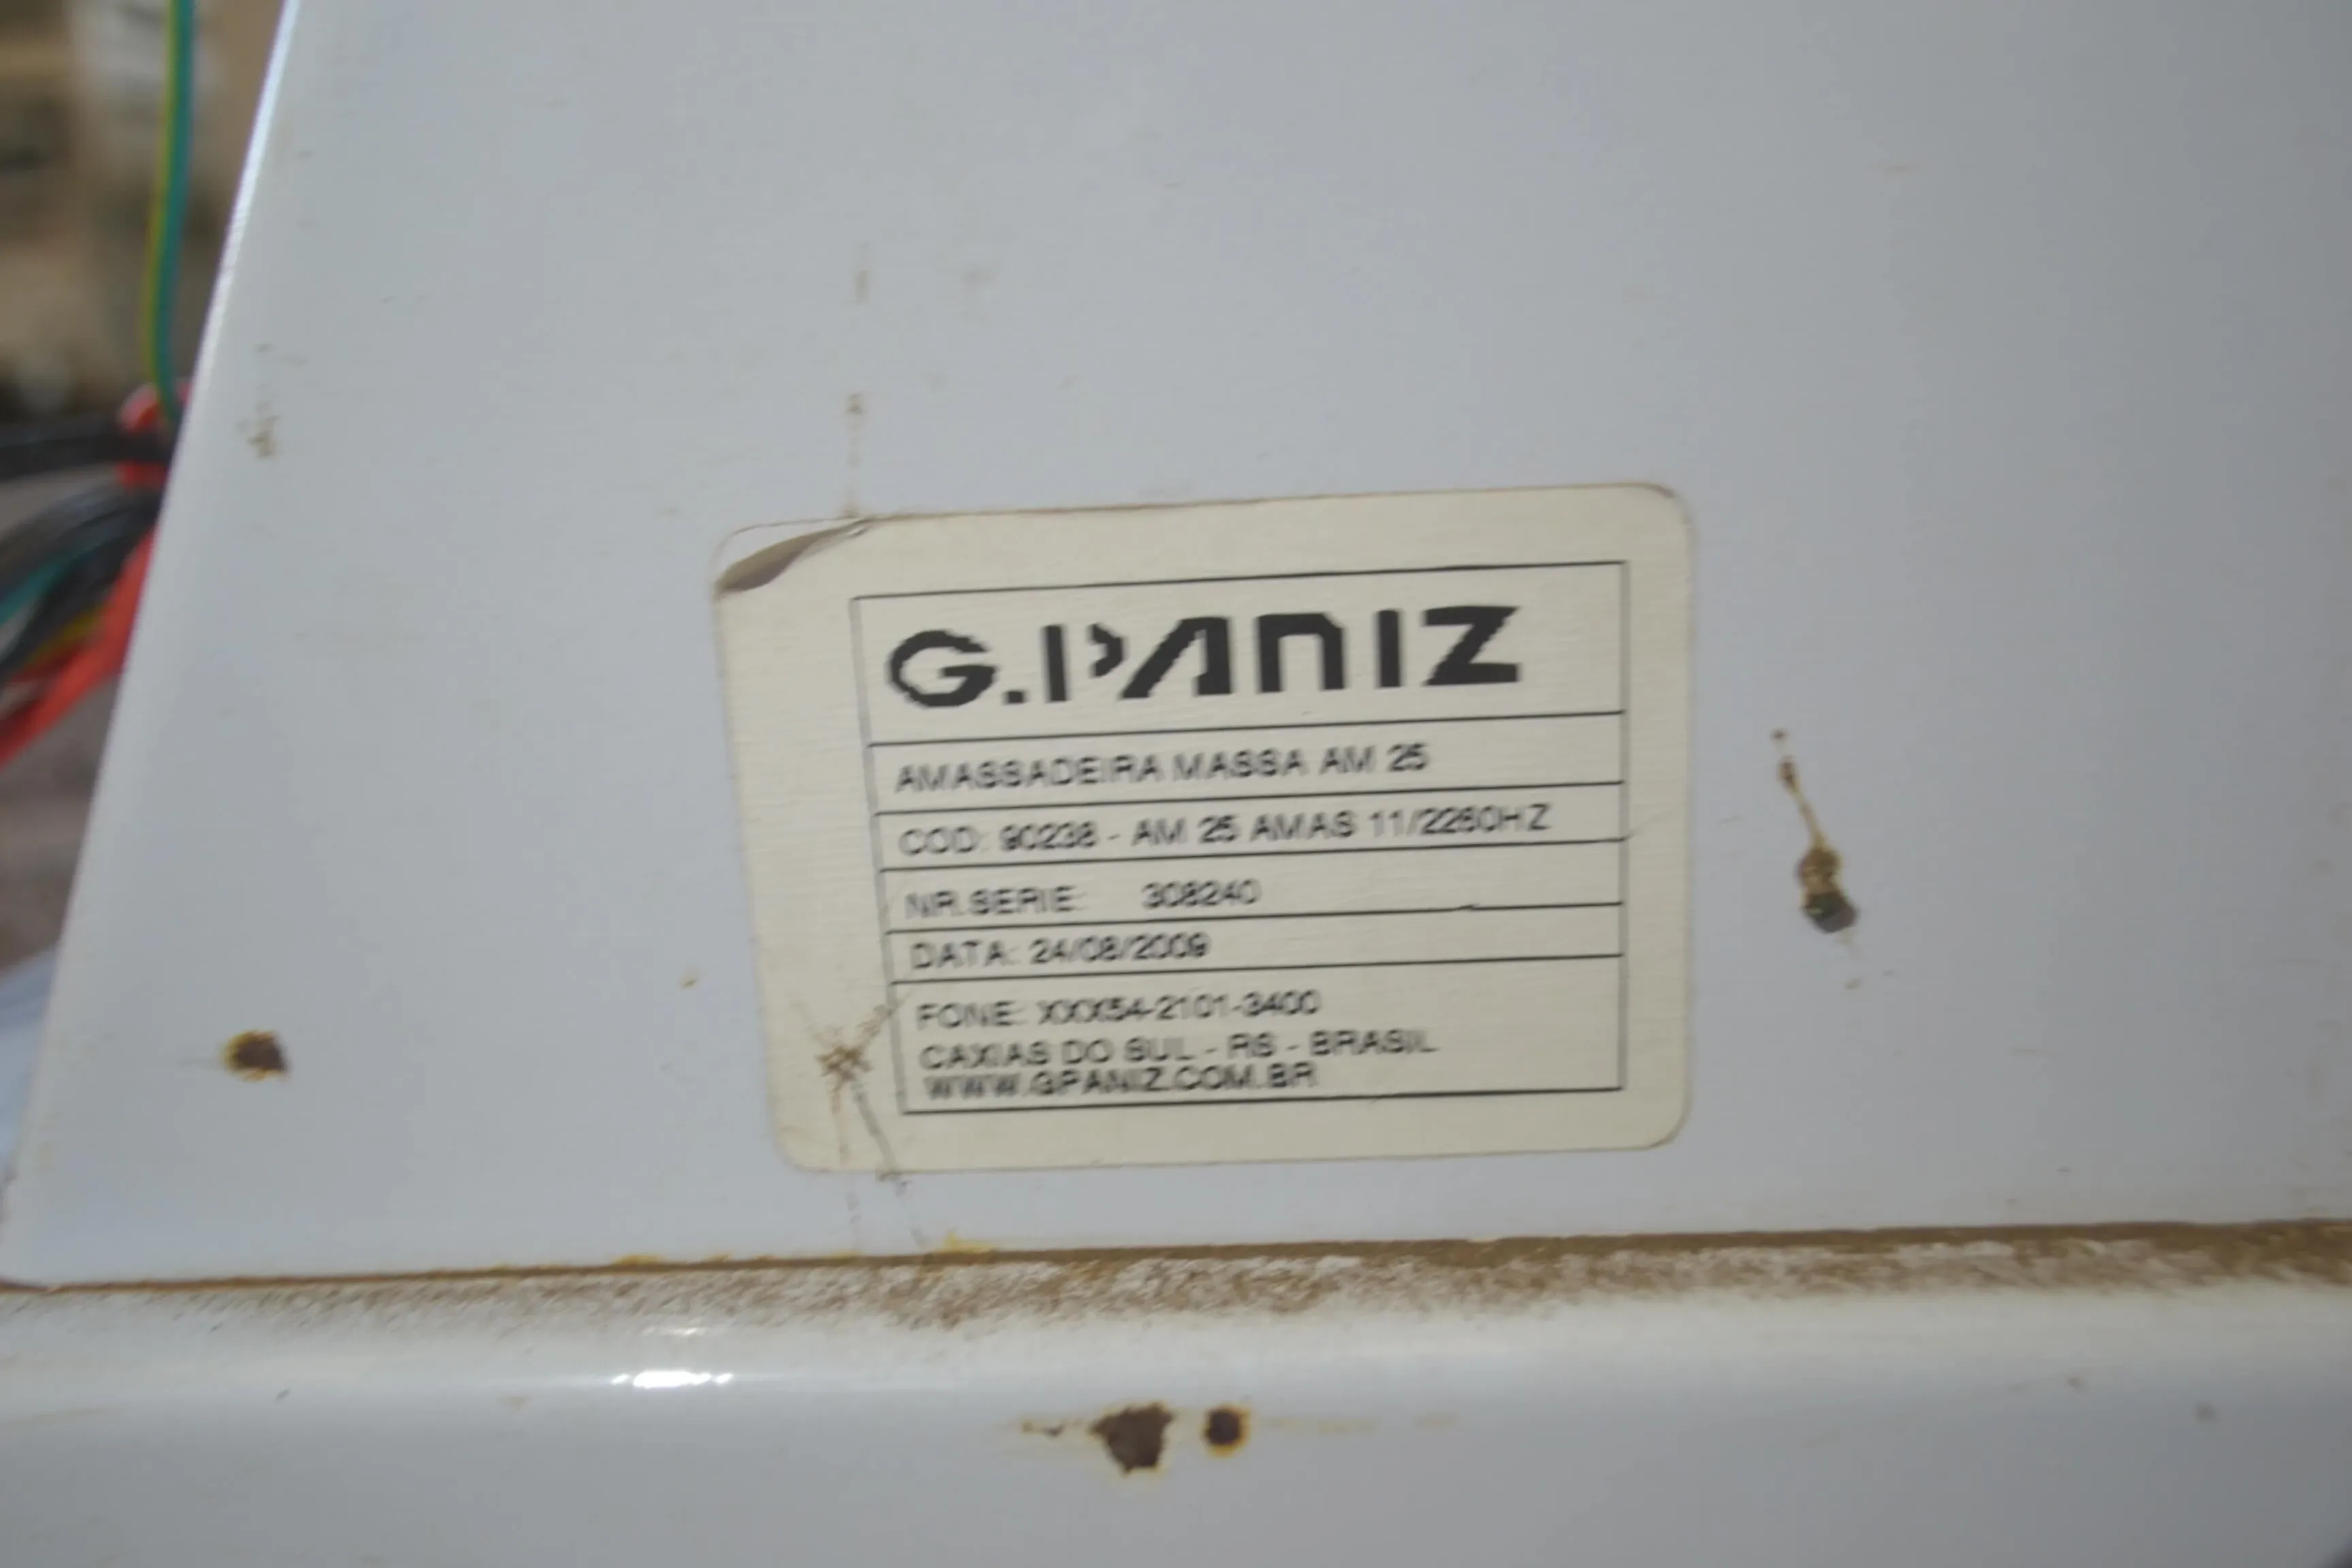 G.PANIZ
AMASSADEIRA MASSA AM 25
COD: 90238 - AM 25 AMAS 11/2260HZ
NR.SERIE: 308240
DATA: 24/08/2009
FONE: XXX54-2101-3400
CAXIAS DO SUL - RS - BRASIL
WWW.GPANIZ.COM.BR